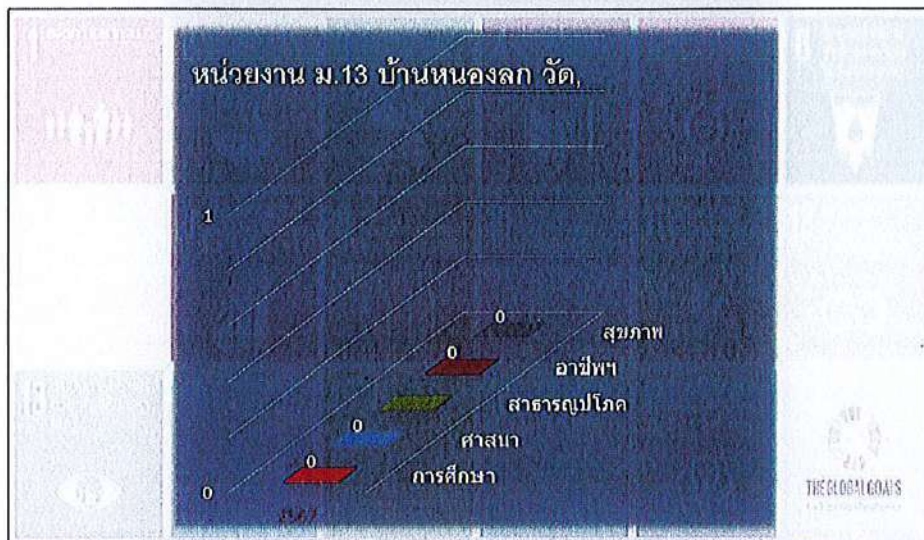 หน่วยงาน ม.13 บ้านหนองลก วัด,
1
0
สุขภาพ
0
อาชีพฯ
0
สาธารญปโภค
0
ศาสนา
0
การศึกษา
0
2567
THE GLOBAL GOALS